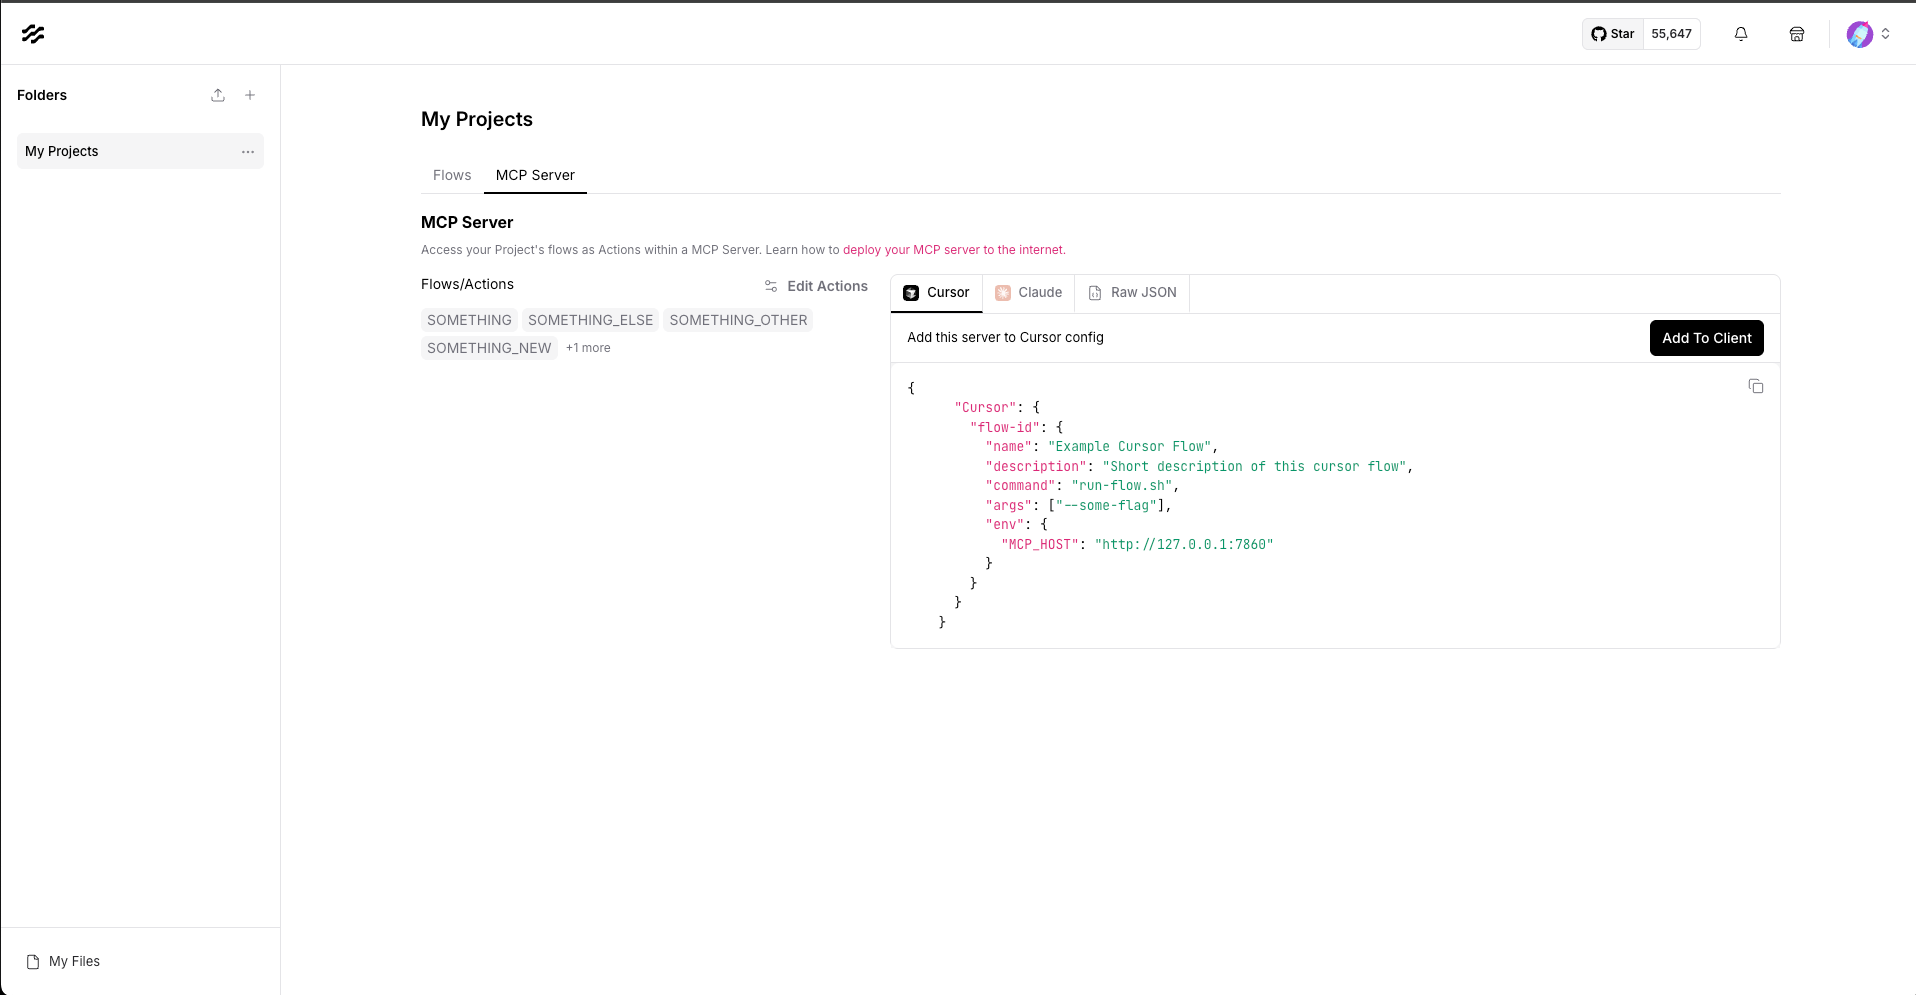 Star 55,647
Folders
My Projects
My Projects
Flows MCP Server
MCP Server
Access your Project's flows as Actions within a MCP Server. Learn how to deploy your MCP server to the internet.
Flows/Actions
Edit Actions
SOMETHING SOMETHING_ELSE SOMETHING_OTHER
SOMETHING_NEW +1 more
Cursor Claude Raw JSON
Add this server to Cursor config
Add To Client
{
"Cursor": {
"flow-id": {
"name": "Example Cursor Flow",
"description": "Short description of this cursor flow",
"command": "run-flow.sh",
"args": ["--some-flag"],
"env": {
"MCP_HOST": "http://127.0.0.1:7860"
}
}
}
}
My Files